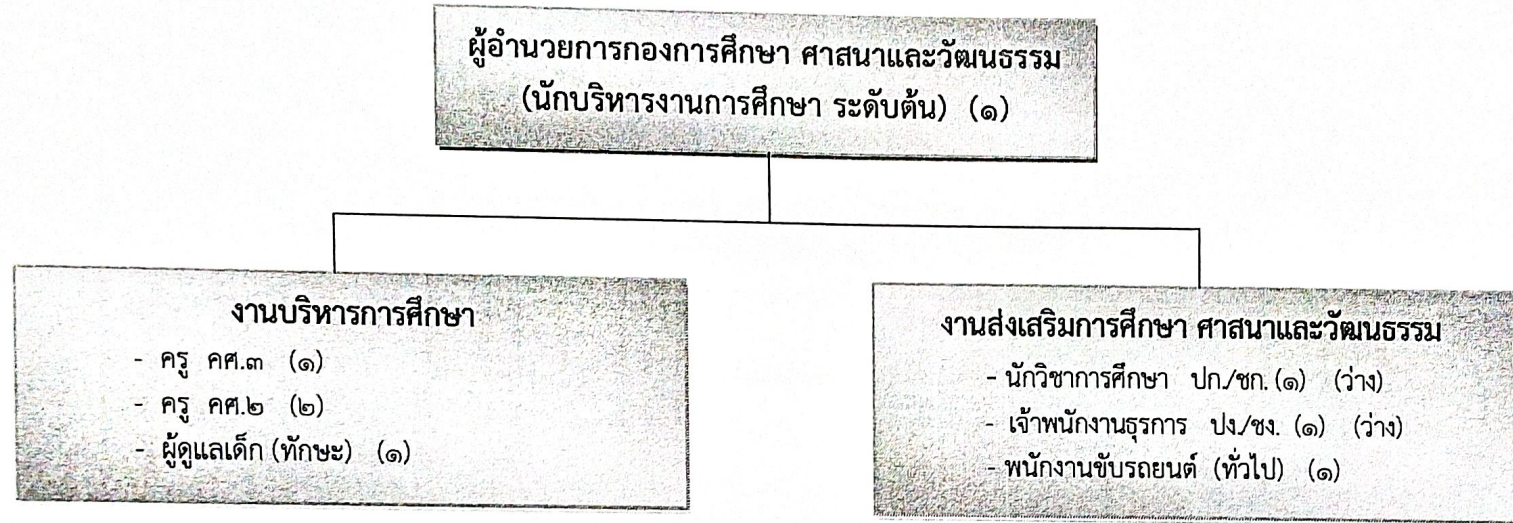 ผู้อำนวยการกองการศึกษา ศาสนาและวัฒนธรรม
(นักบริหารงานการศึกษา ระดับต้น) (๑)
งานบริหารการศึกษา
- ครู คศ.๓ (๑)
- ครู คศ.๒ (๒)
- ผู้ดูแลเด็ก (ทักษะ) (๑)
งานส่งเสริมการศึกษา ศาสนาและวัฒนธรรม
- นักวิชาการศึกษา ปก./ชก. (๑) (ว่าง)
- เจ้าพนักงานธุรการ ปง./ชง. (๑) (ว่าง)
- พนักงานขับรถยนต์ (ทั่วไป) (๑)